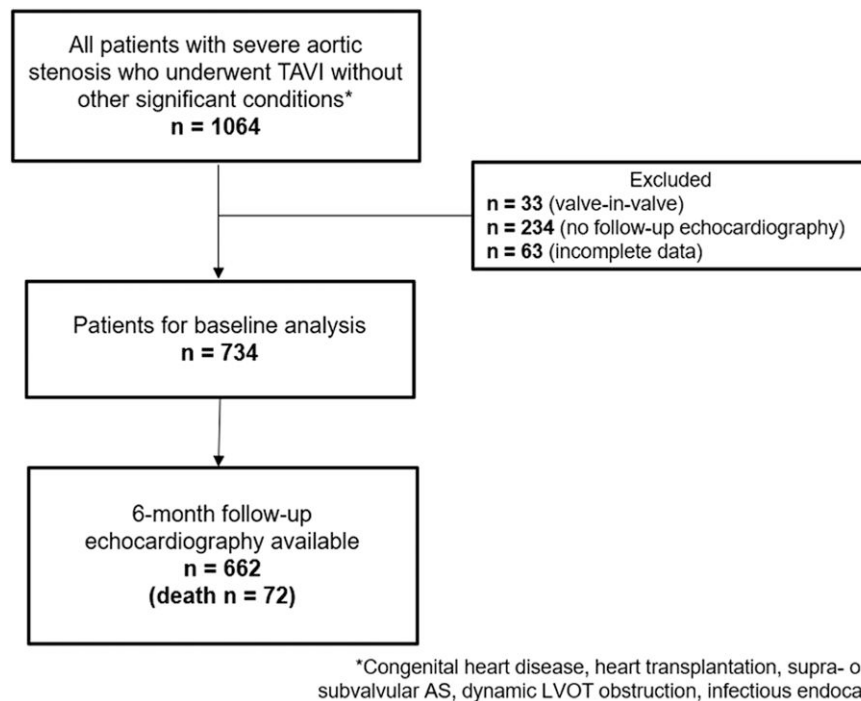 All patients with severe aortic
stenosis who underwent TAVI without
other significant conditions*
n = 1064
Excluded
n = 33 (valve-in-valve)
n = 234 (no follow-up echocardiography)
n = 63 (incomplete data)
Patients for baseline analysis
n = 734
6-month follow-up
echocardiography available
n = 662
(death n = 72)
*Congenital heart disease, heart transplantation, supra- o
subvalvular AS, dynamic LVOT obstruction, infectious endoca